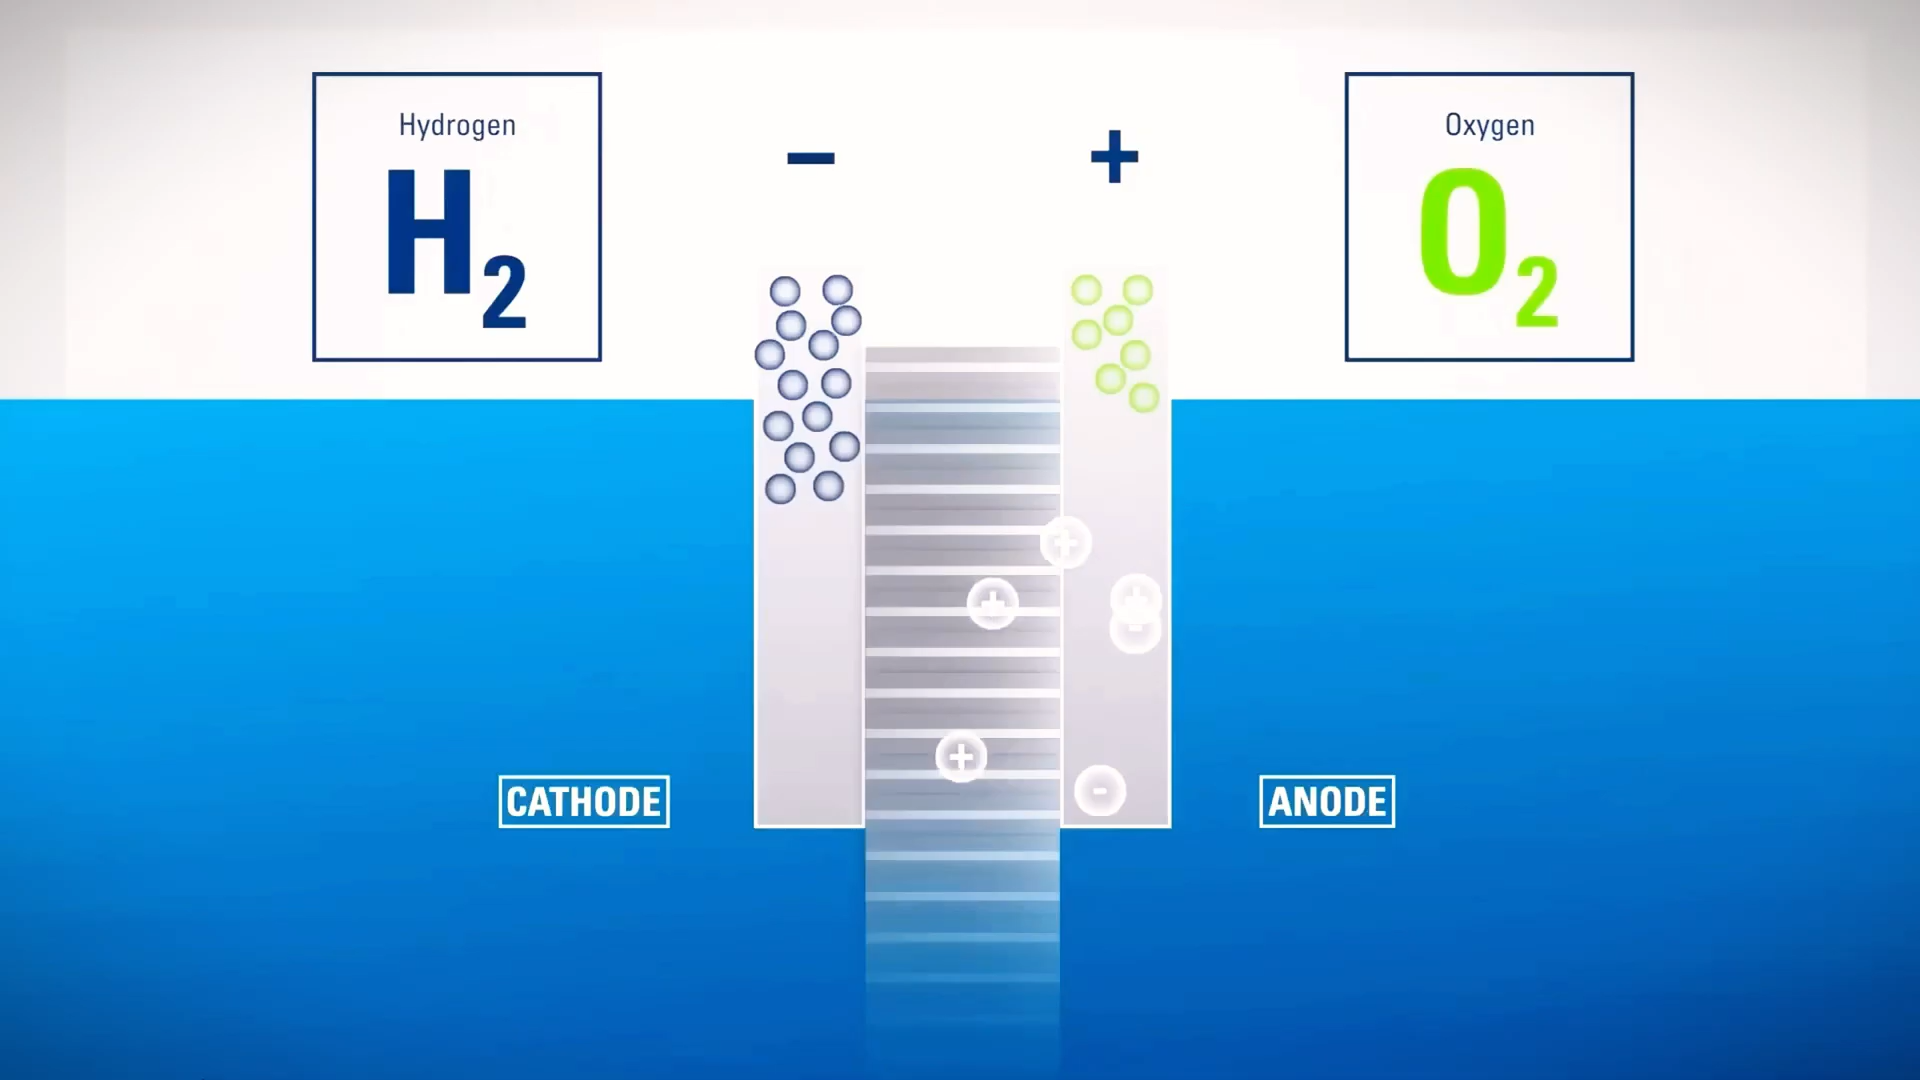 Hydrogen
H2
−
+
Oxygen
O2
+
+
+
-
+
-
CATHODE
ANODE